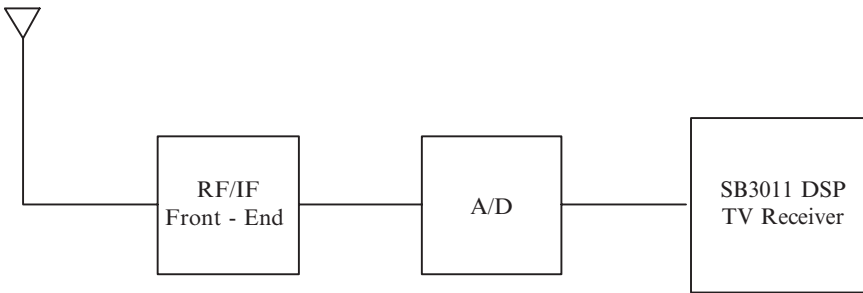 RF/IF
Front - End
A/D
SB3011 DSP
TV Receiver